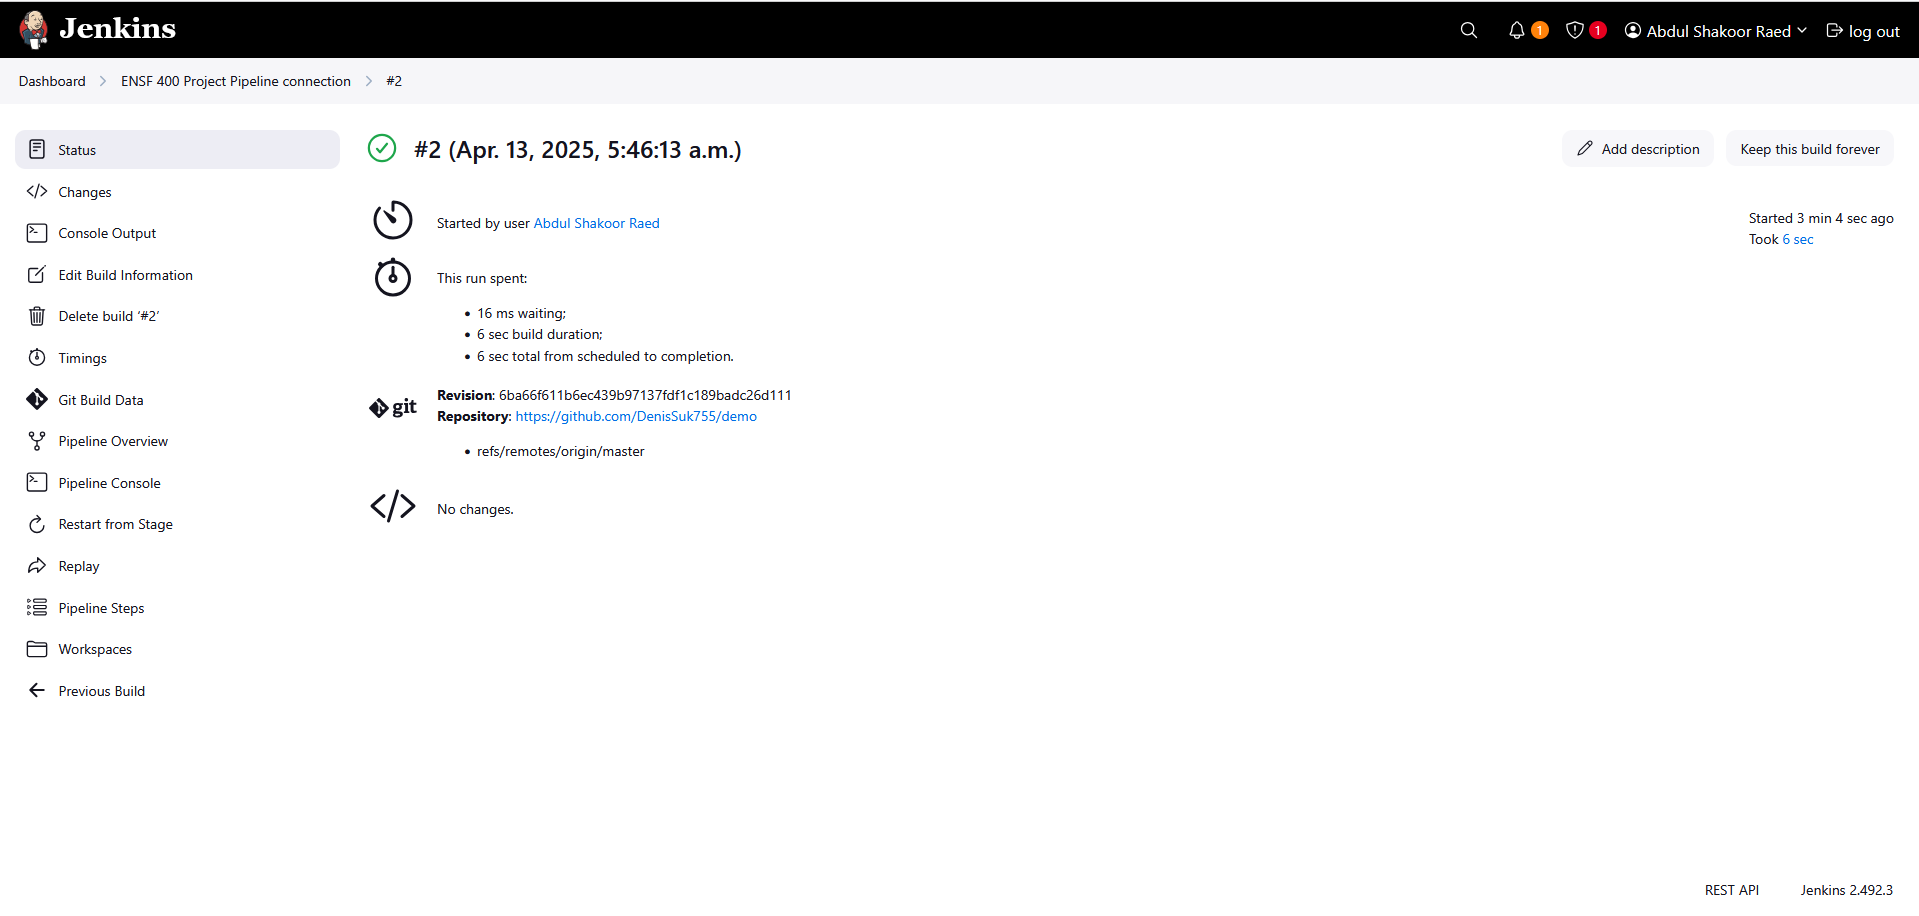 Jenkins
1
1
Abdul Shakoor Raed
log out
Dashboard
ENSF 400 Project Pipeline connection
#2
Status
Changes
Console Output
Edit Build Information
Delete build ‘#2’
Timings
Git Build Data
Pipeline Overview
Pipeline Console
Restart from Stage
Replay
Pipeline Steps
Workspaces
Previous Build
#2 (Apr. 13, 2025, 5:46:13 a.m.)
Add description
Keep this build forever
Started by user Abdul Shakoor Raed
Started 3 min 4 sec ago
Took 6 sec
This run spent:
• 16 ms waiting;
• 6 sec build duration;
• 6 sec total from scheduled to completion.
git
Revision: 6ba66f611b6ec439b97137fdf1c189badc26d111
Repository: https://github.com/DenisSuk755/demo
• refs/remotes/origin/master
No changes.
REST API
Jenkins 2.492.3